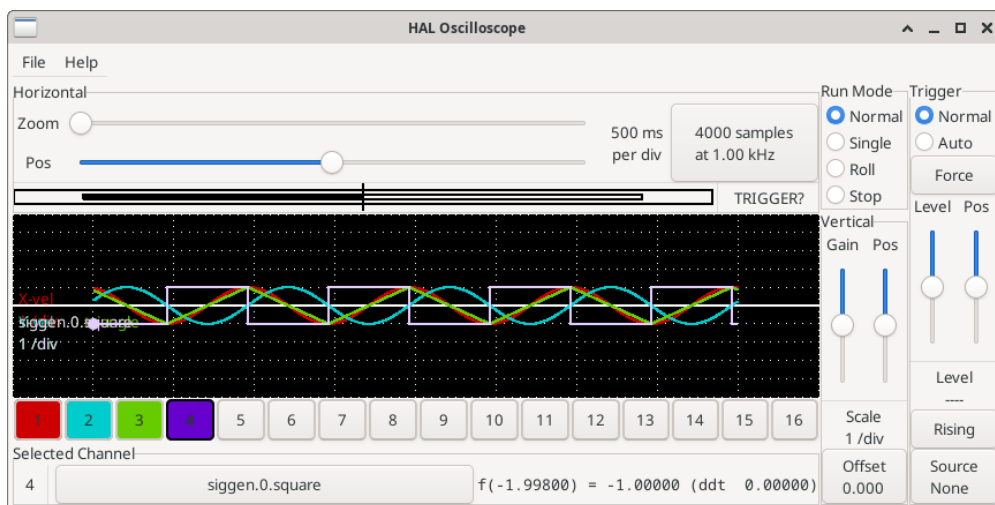 HAL Oscilloscope
File Help
Horizontal
Zoom
Pos
500 ms
per div
4000 samples
at 1.00 kHz
TRIGGER?
X-vel
siggen.0.square
1 /div
1 2 3 4 5 6 7 8 9 10 11 12 13 14 15 16
Selected Channel
4 siggen.0.square f(-1.99800) = -1.00000 (ddt 0.00000)
Run Mode
Normal
Single
Roll
Stop
Vertical
Gain Pos
Scale
1 /div
Offset
0.000
Trigger
Normal
Auto
Force
Level Pos
Level
----
Rising
Source
None